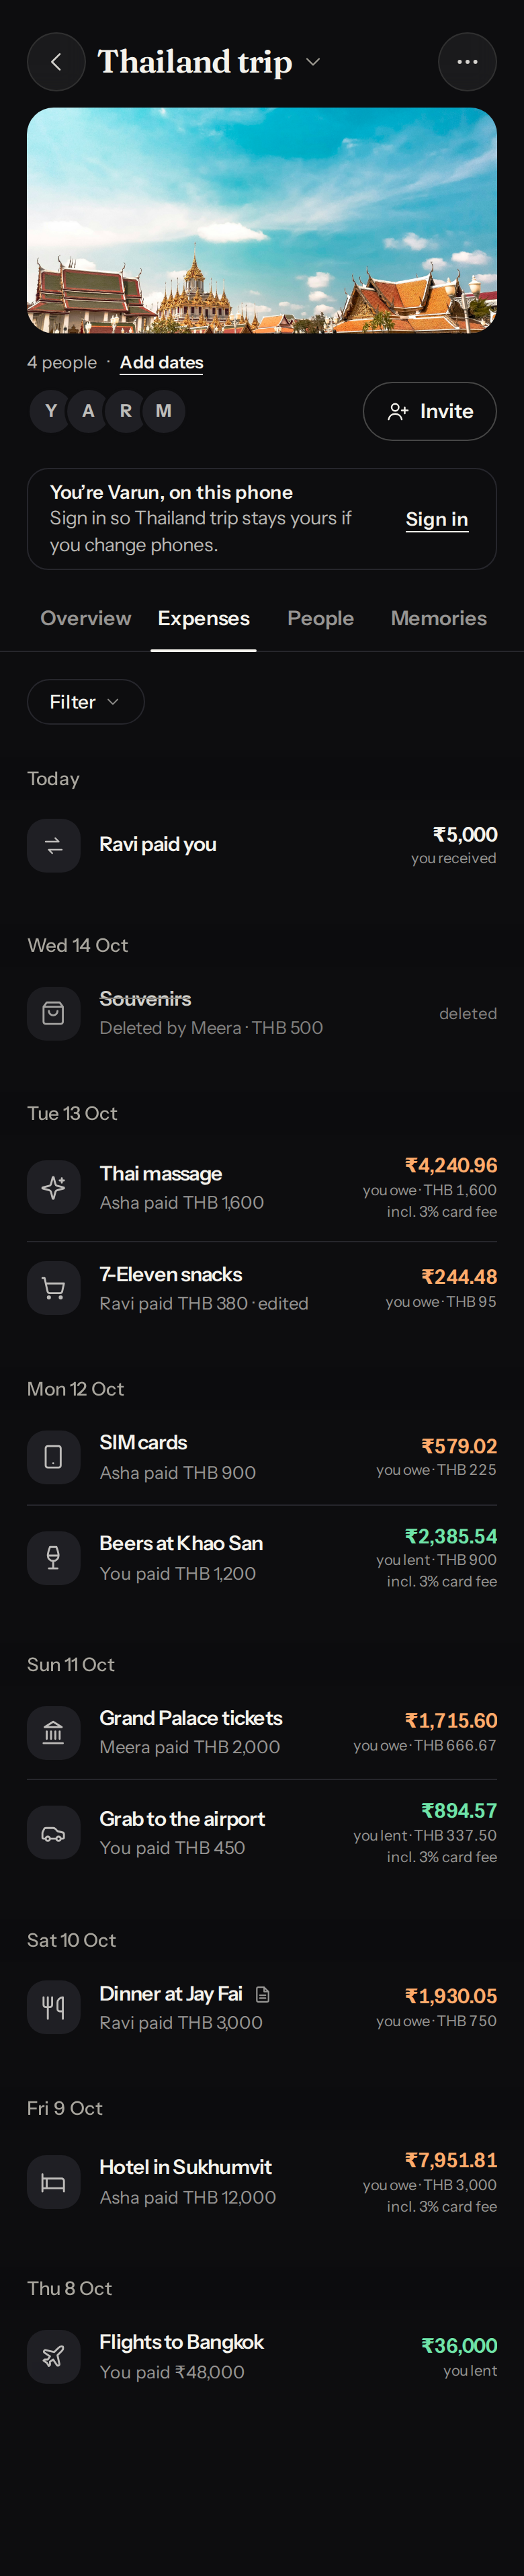 Thailand trip
4 people · Add dates
Y A R M
Invite
You’re Varun, on this phone
Sign in so Thailand trip stays yours if
you change phones.
Sign in
Overview Expenses People Memories
Filter
Today
Ravi paid you
₹5,000
you received
Wed 14 Oct
Souvenirs
Deleted by Meera · THB 500
deleted
Tue 13 Oct
Thai massage
Asha paid THB 1,600
₹4,240.96
you owe · THB 1,600
incl. 3% card fee
7-Eleven snacks
Ravi paid THB 380 · edited
₹244.48
you owe · THB 95
Mon 12 Oct
SIM cards
Asha paid THB 900
₹579.02
you owe · THB 225
Beers at Khao San
You paid THB 1,200
₹2,385.54
you lent · THB 900
incl. 3% card fee
Sun 11 Oct
Grand Palace tickets
Meera paid THB 2,000
₹1,715.60
you owe · THB 666.67
Grab to the airport
You paid THB 450
₹894.57
you lent · THB 337.50
incl. 3% card fee
Sat 10 Oct
Dinner at Jay Fai
Ravi paid THB 3,000
₹1,930.05
you owe · THB 750
Fri 9 Oct
Hotel in Sukhumvit
Asha paid THB 12,000
₹7,951.81
you owe · THB 3,000
incl. 3% card fee
Thu 8 Oct
Flights to Bangkok
You paid ₹48,000
₹36,000
you lent